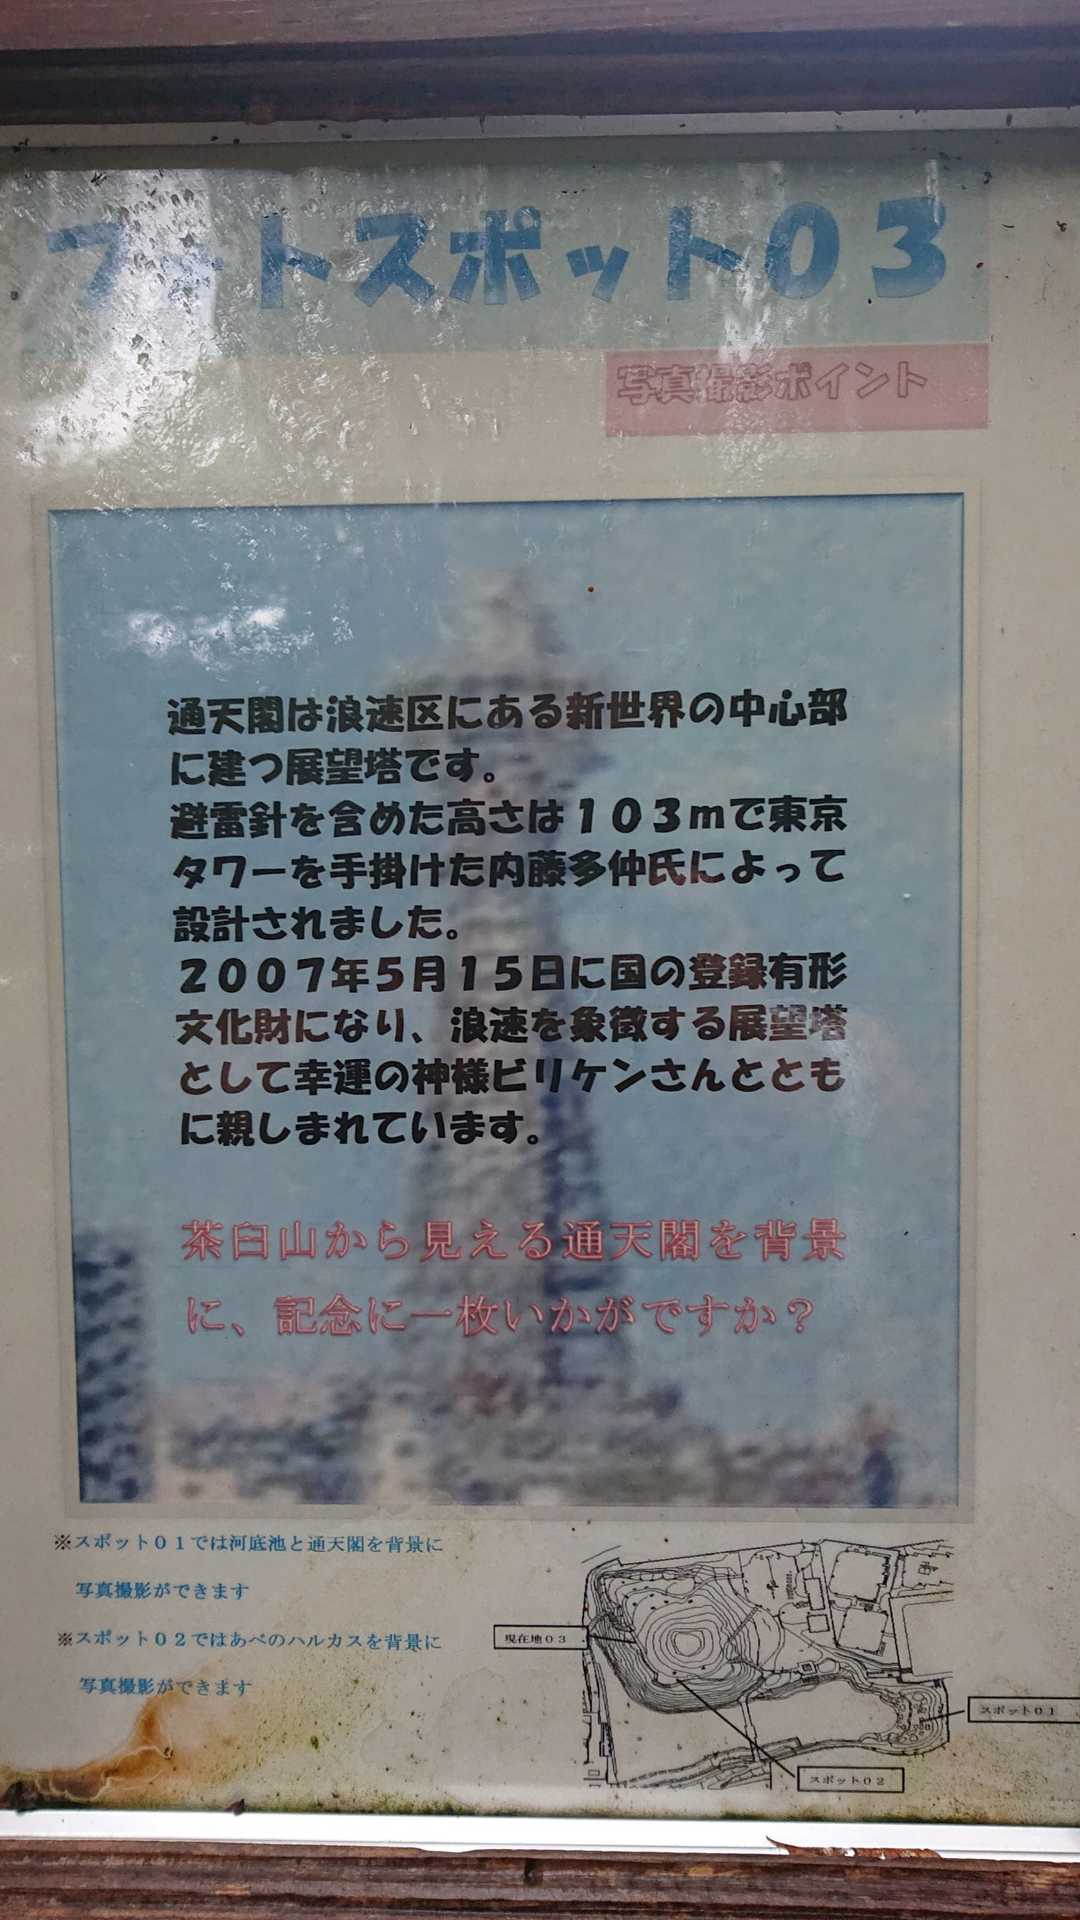 フォトスポット０３
写真撮影ポイント
通天閣は浪速区にある新世界の中心部
に建つ展望塔です。
避雷針を含めた高さは１０３ｍで東京
タワーを手掛けた内藤多仲氏によって
設計されました。
２００７年５月１５日に国の登録有形
文化財になり、浪速を象徴する展望塔
として幸運の神様ビリケンさんととも
に親しまれています。
茶臼山から見える通天閣を背景
に、記念に一枚いかがですか？
※スポット０１では河底池と通天閣を背景に
写真撮影ができます
※スポット０２ではあべのハルカスを背景に
写真撮影ができます
現在地０３
スポット０１
スポット０２